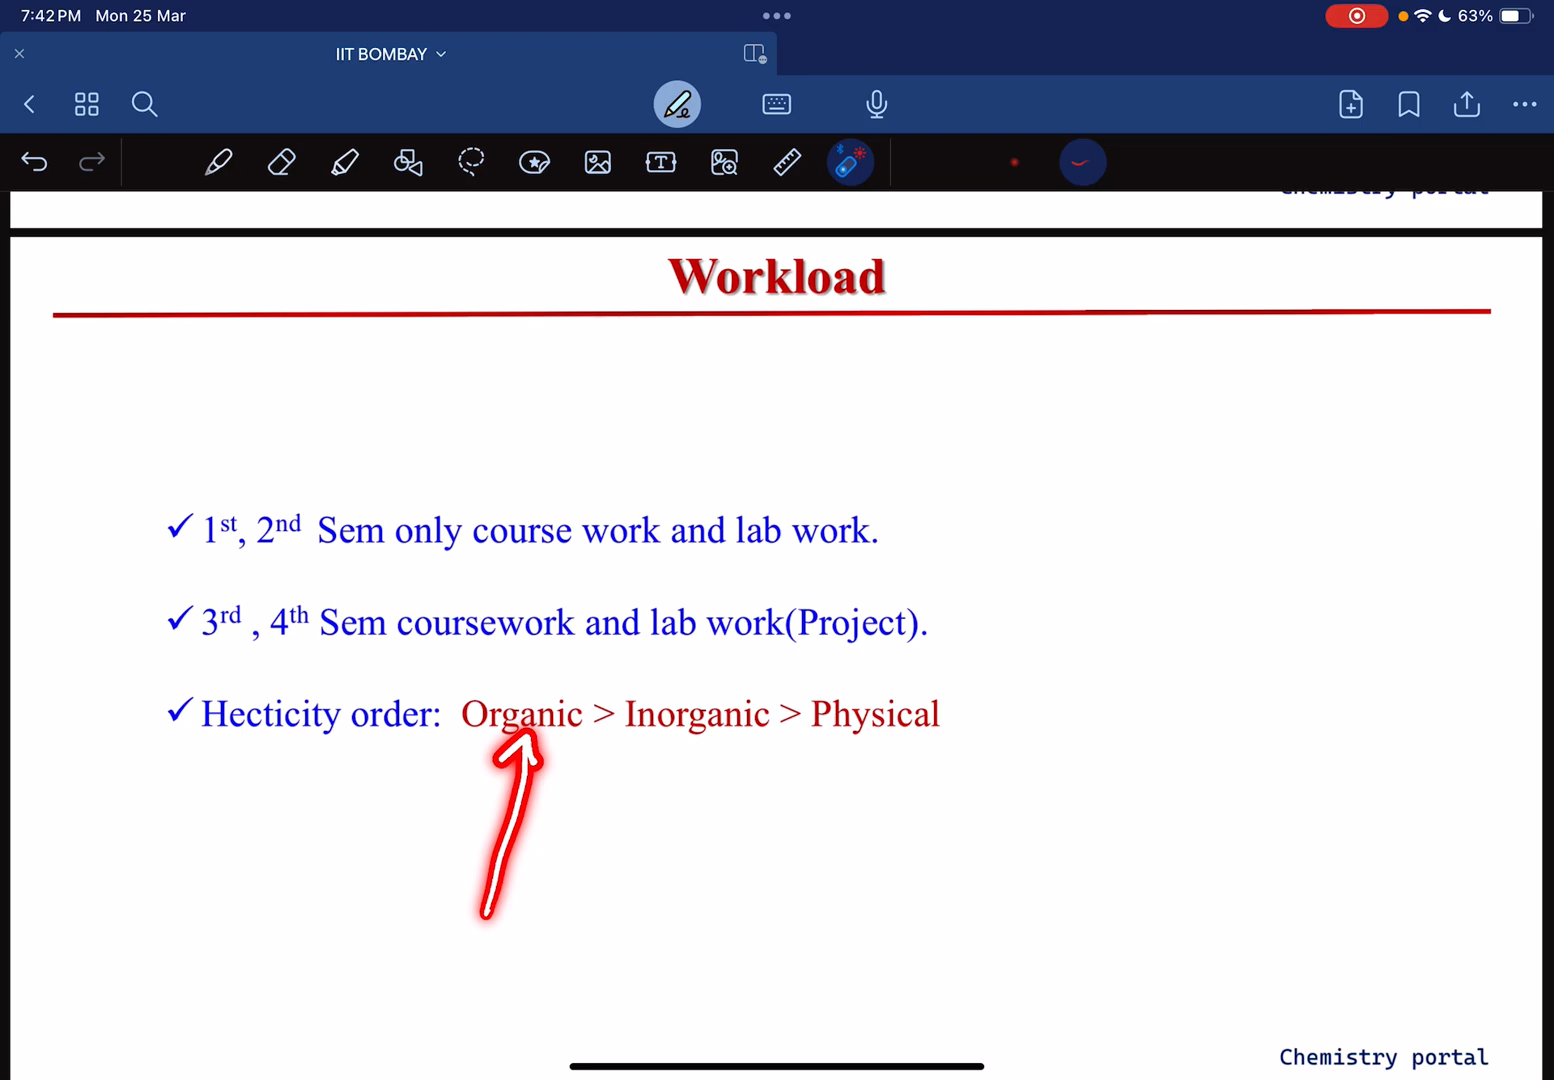 7:42 PM Mon 25 Mar
63%
IIT BOMBAY
Workload
✓ 1st, 2nd Sem only course work and lab work.
✓ 3rd , 4th Sem coursework and lab work(Project).
✓ Hecticity order: Organic > Inorganic > Physical
Chemistry portal